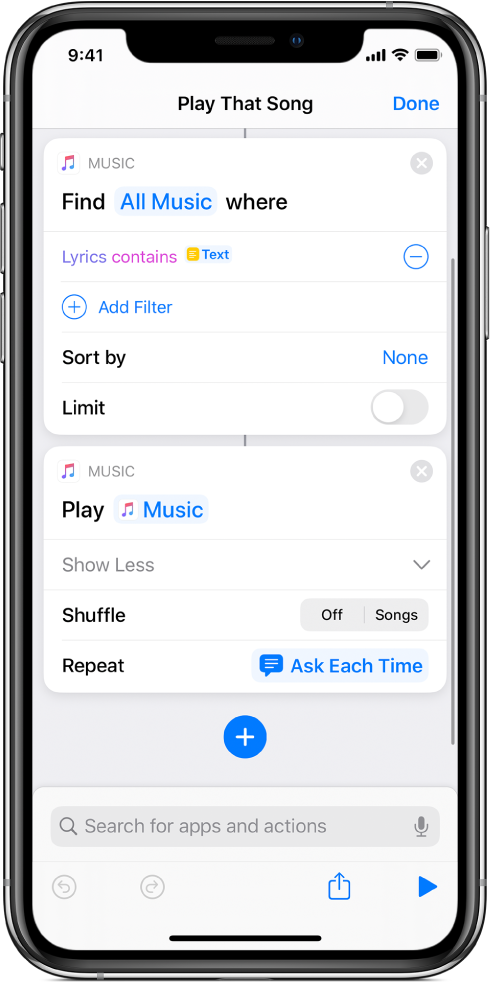 9:41
Play That Song Done
MUSIC
Find All Music where
Lyrics contains Text
Add Filter
Sort by None
Limit
MUSIC
Play Music
Show Less
Shuffle Off Songs
Repeat Ask Each Time
Search for apps and actions